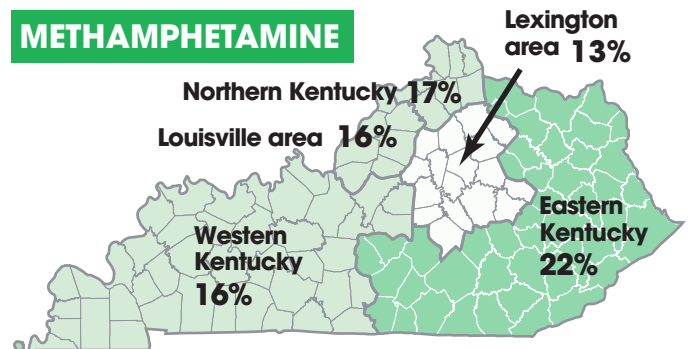 METHAMPHETAMINE
Lexington
area 13%
Northern Kentucky 17%
Louisville area 16%
Western
Kentucky
16%
Eastern
Kentucky
22%